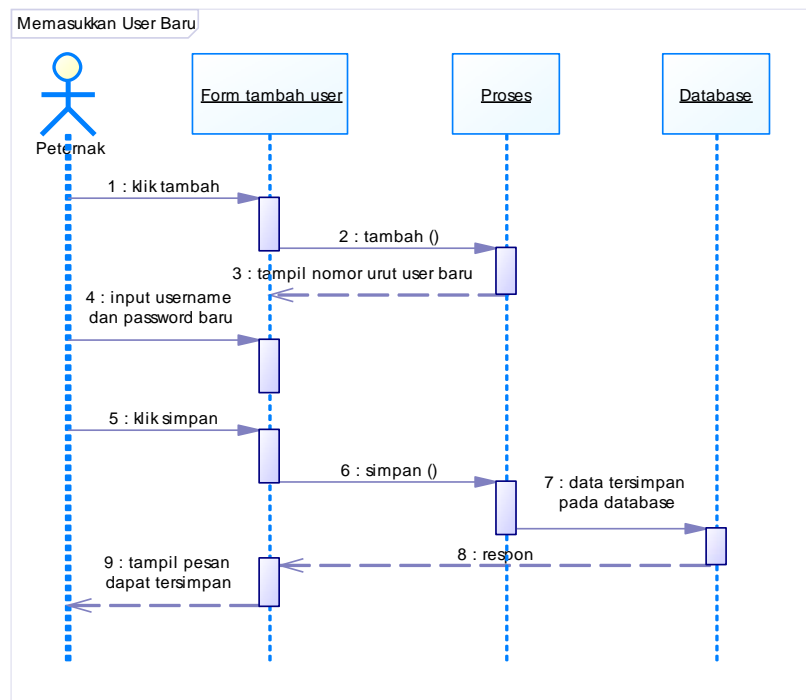 Memasukkan User Baru
Form tambah user
Proses
Database
Peternak
1 : klik tambah
2 : tambah ()
3 : tampil nomor urut user baru
4 : input username
dan password baru
5 : klik simpan
6 : simpan ()
7 : data tersimpan
pada database
8 : respon
9 : tampil pesan
dapat tersimpan